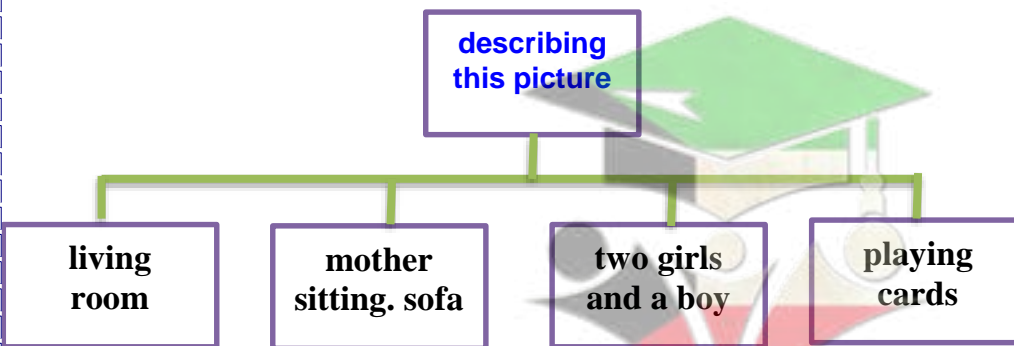 describing
this picture
living
room
mother
sitting. sofa
two girls
and a boy
playing
cards